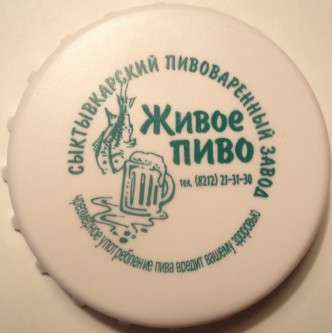 СЫКТЫВКАРСКИЙ ПИВОВАРЕННЫЙ ЗАВОД
Живое
пиво
тел. (8212) 21-31-30
чрезмерное употребление пива вредит вашему здоровью